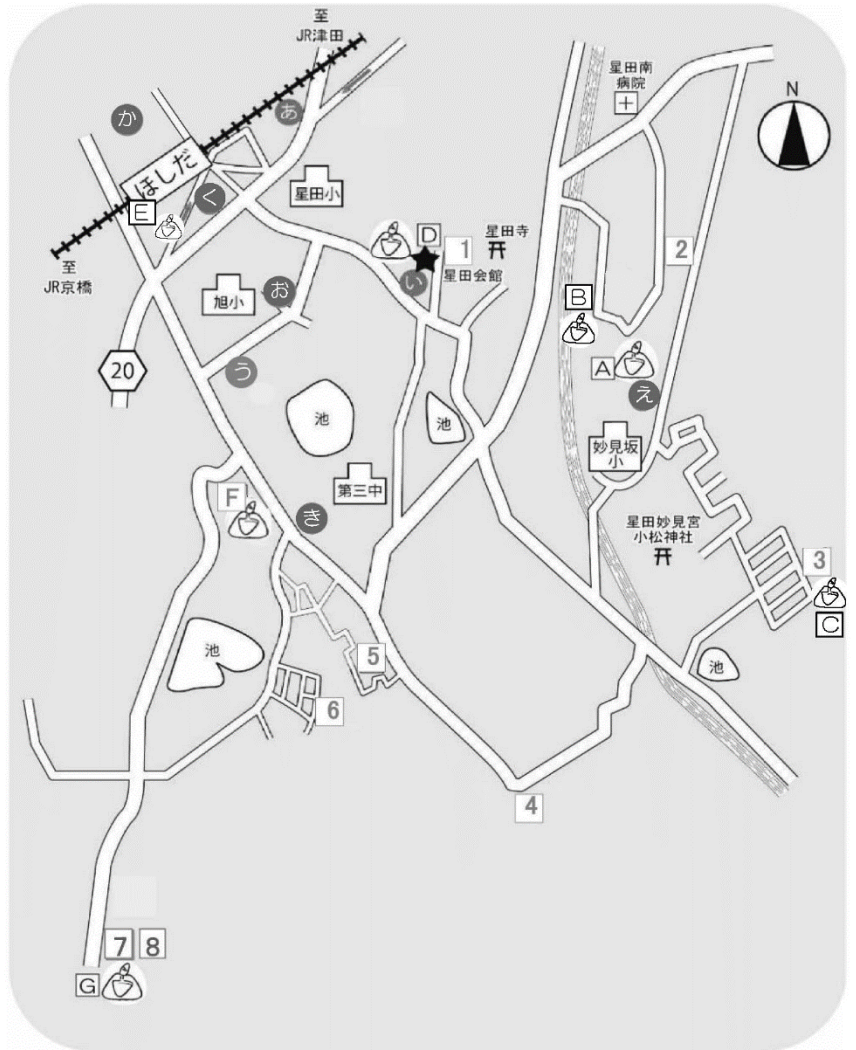 至
JR津田
か
あ
星田南
病院
N
ほしだ
く
星田小
E
D
1
星田寺
星田会館
い
2
至
JR京橋
旭小
お
B
20
う
A
え
池
池
妙見坂
小
第三中
F
き
星田妙見宮
小松神社
3
C
池
5
池
6
4
7
8
G